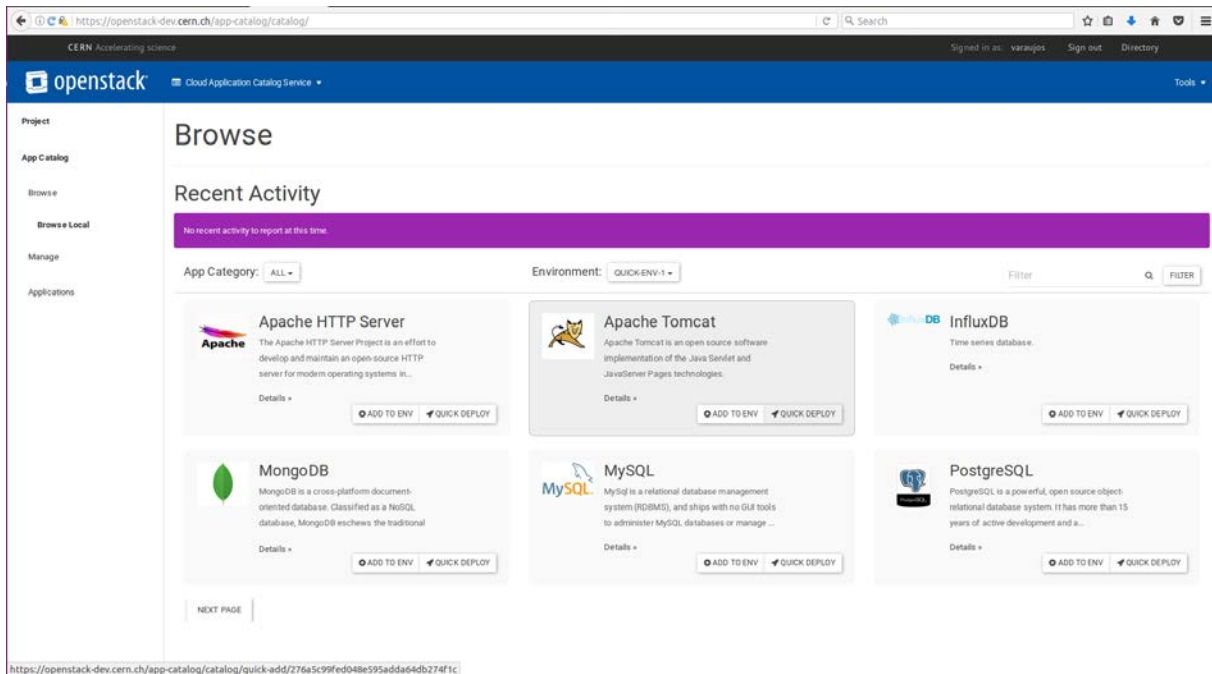 https://openstack-dev.cern.ch/app-catalog/catalog/
Search
CERN Accelerating science
Signed in as: varaujos
Sign out
Directory
openstack
Cloud Application Catalog Service
Tools
Project
App Catalog
Browse
Browse Local
Manage
Applications
Browse
Recent Activity
No recent activity to report at this time.
App Category: ALL
Environment: QUICK-ENV-1
Filter
FILTER
Apache
Apache HTTP Server
The Apache HTTP Server Project is an effort to
develop and maintain an open-source HTTP
server for modern operating systems in...
Details »
ADD TO ENV
QUICK DEPLOY
Apache Tomcat
Apache Tomcat is an open source software
implementation of the Java Servlet and
JavaServer Pages technologies.
Details »
ADD TO ENV
QUICK DEPLOY
InfluxDB
InfluxDB
Time series database.
Details »
ADD TO ENV
QUICK DEPLOY
MongoDB
MongoDB is a cross-platform document-
oriented database. Classified as a NoSQL
database, MongoDB eschews the traditional
Details »
ADD TO ENV
QUICK DEPLOY
MySQL.
MySQL
MySql is a relational database management
system (RDBMS), and ships with no GUI tools
to administer MySQL databases or manage ...
Details »
ADD TO ENV
QUICK DEPLOY
PostgreSQL
PostgreSQL
PostgreSQL is a powerful, open source object-
relational database system. It has more than 15
years of active development and a...
Details »
ADD TO ENV
QUICK DEPLOY
NEXT PAGE
https://openstack-dev.cern.ch/app-catalog/catalog/quick-add/276a5c99fed048e595adda64db274f1c